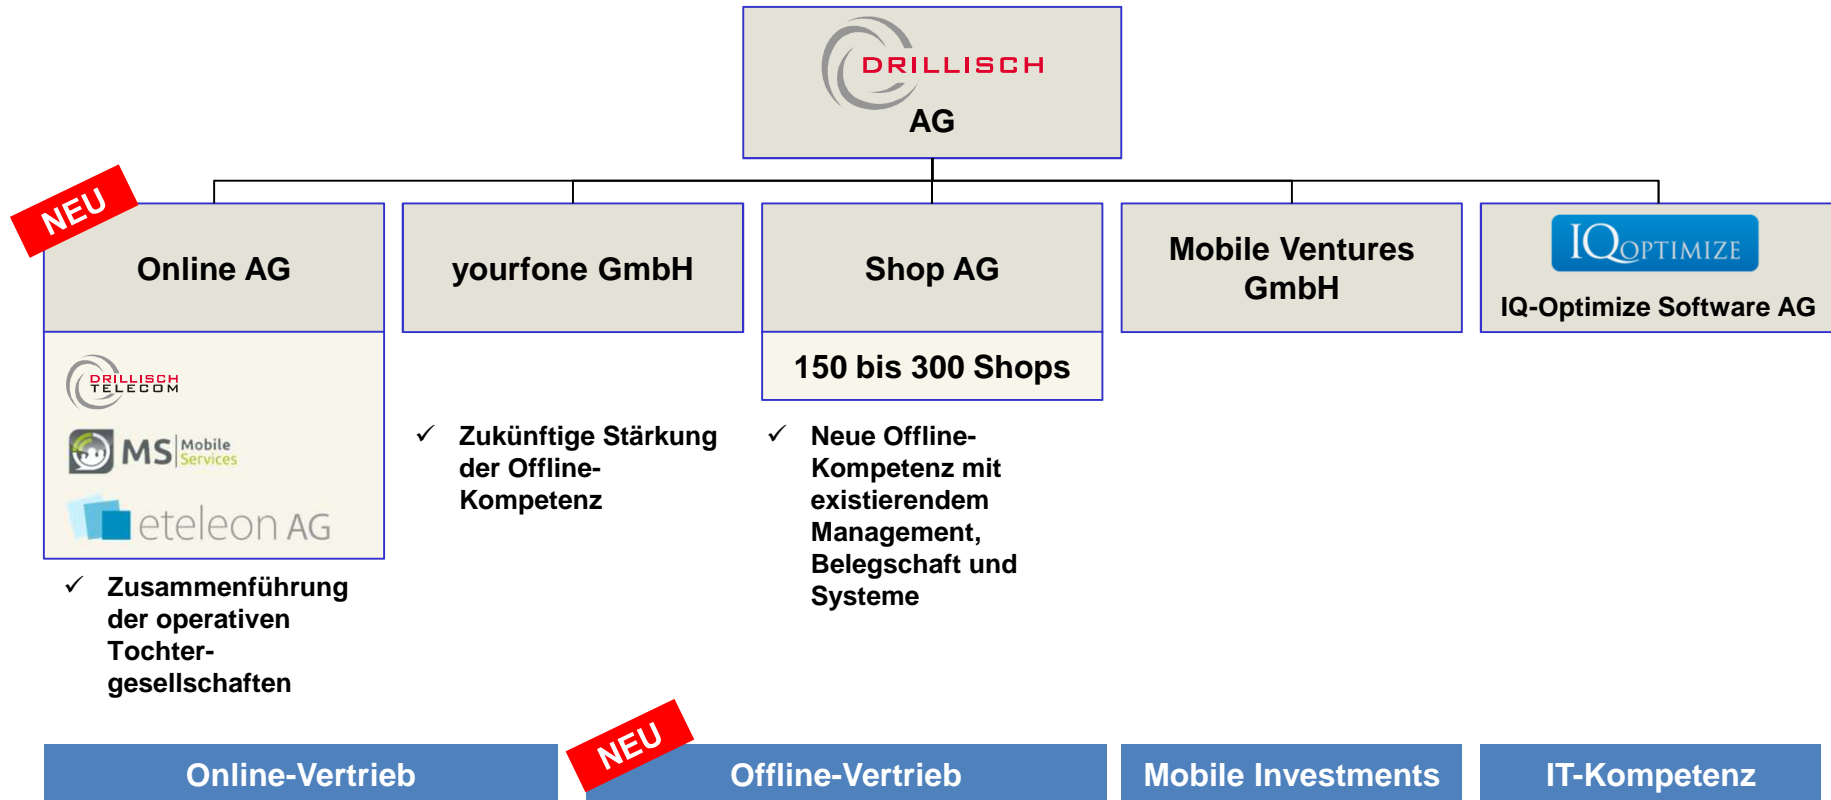 DRILLISCH
AG
NEU
Online AG
yourfone GmbH
Shop AG
Mobile Ventures
GmbH
IQOPTIMIZE
IQ-Optimize Software AG
DRILLISCH
TELECOM
MS Mobile
Services
eteleon AG
150 bis 300 Shops
✓ Zusammenführung
der operativen
Tochter-
gesellschaften
✓ Zukünftige Stärkung
der Offline-
Kompetenz
✓ Neue Offline-
Kompetenz mit
existierendem
Management,
Belegschaft und
Systeme
Online-Vertrieb
NEU
Offline-Vertrieb
Mobile Investments
IT-Kompetenz